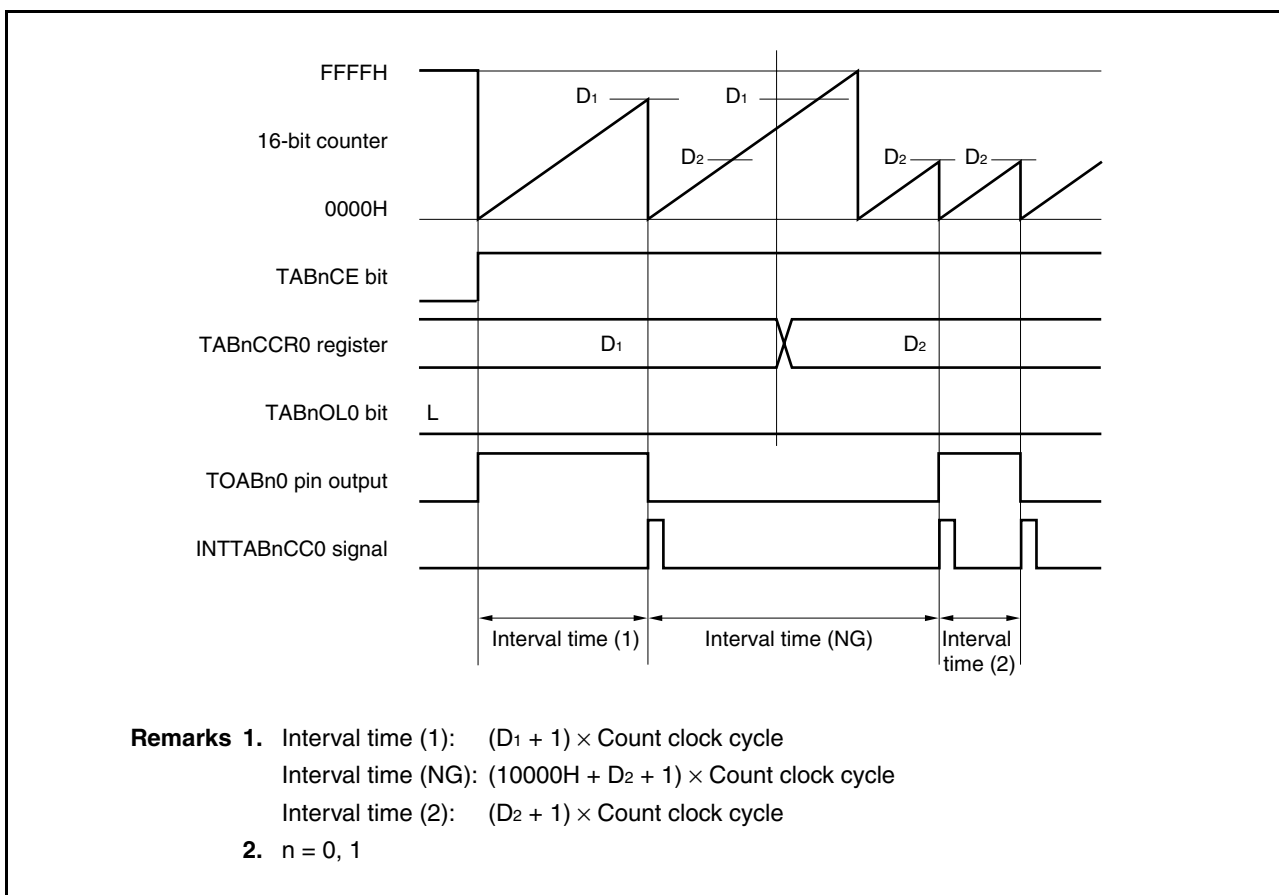 FFFFH
D1
D1
16-bit counter
D2
D2
D2
0000H
TABnCE bit
TABnCCR0 register
D1
D2
TABnOL0 bit
L
TOABn0 pin output
INTTABnCC0 signal
Interval time (1)
Interval time (NG)
Interval
time (2)
Remarks 1. Interval time (1): (D1 + 1) × Count clock cycle
Interval time (NG): (10000H + D2 + 1) × Count clock cycle
Interval time (2): (D2 + 1) × Count clock cycle
2. n = 0, 1